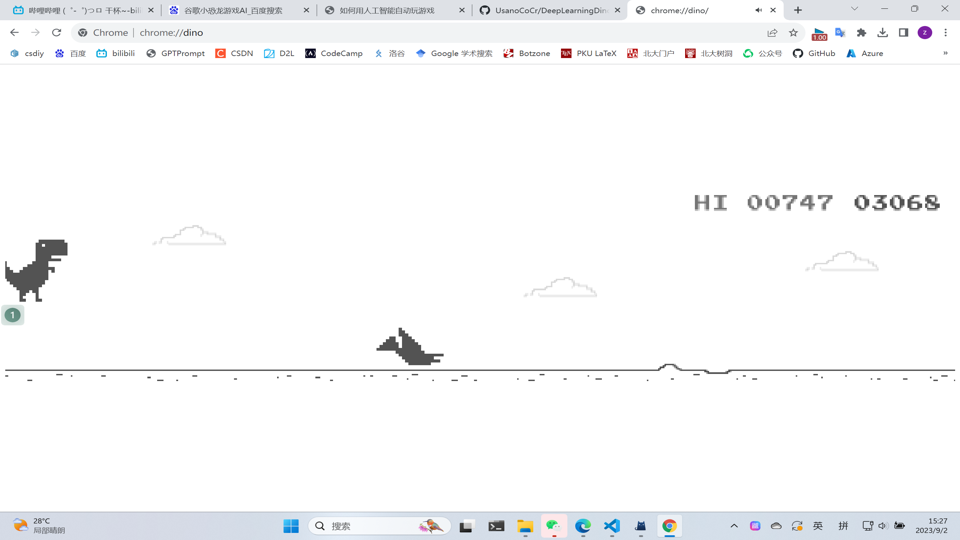 哔哩哔哩 (゜-゜)つロ 干杯~-bili
谷歌小恐龙游戏AI_百度搜索
如何用人工智能自动玩游戏
UsanoCoCr/DeepLearningDin
chrome://dino/
Chrome
chrome://dino
1.00
z
csdiy
百度
bilibili
GPTPrompt
CSDN
D2L
CodeCamp
洛谷
Google 学术搜索
Botzone
PKU LaTeX
北大门户
北大树洞
公众号
GitHub
Azure
»
HI 00747 03068
1
28°C
局部晴朗
搜索
英
拼
15:27
2023/9/2